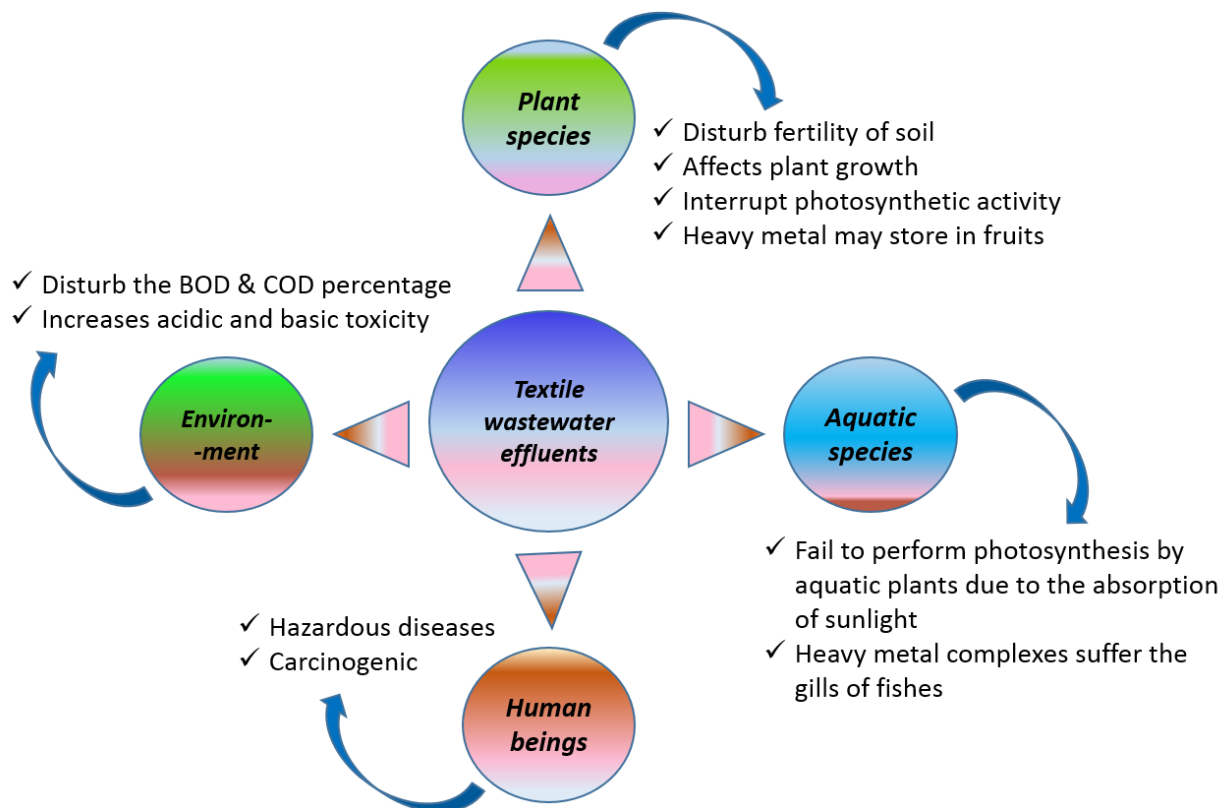 Plant
species
✓ Disturb fertility of soil
✓ Affects plant growth
✓ Interrupt photosynthetic activity
✓ Heavy metal may store in fruits
✓ Disturb the BOD & COD percentage
✓ Increases acidic and basic toxicity
Environ-
-ment
Textile
wastewater
effluents
Aquatic
species
✓ Fail to perform photosynthesis by
aquatic plants due to the absorption
of sunlight
✓ Heavy metal complexes suffer the
gills of fishes
✓ Hazardous diseases
✓ Carcinogenic
Human
beings